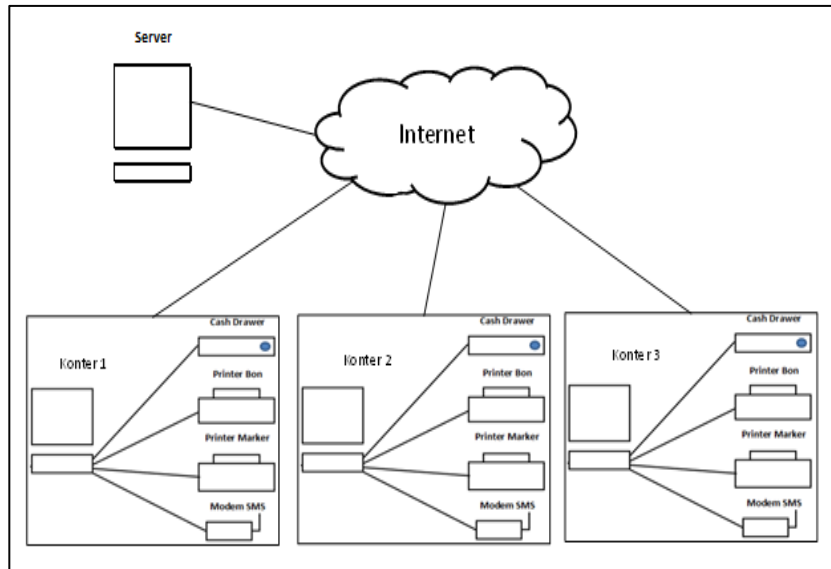 Server
Internet
Konter 1
Cash Drawer
Printer Bon
Printer Marker
Modem SMS
Konter 2
Cash Drawer
Printer Bon
Printer Marker
Modem SMS
Konter 3
Cash Drawer
Printer Bon
Printer Marker
Modem SMS